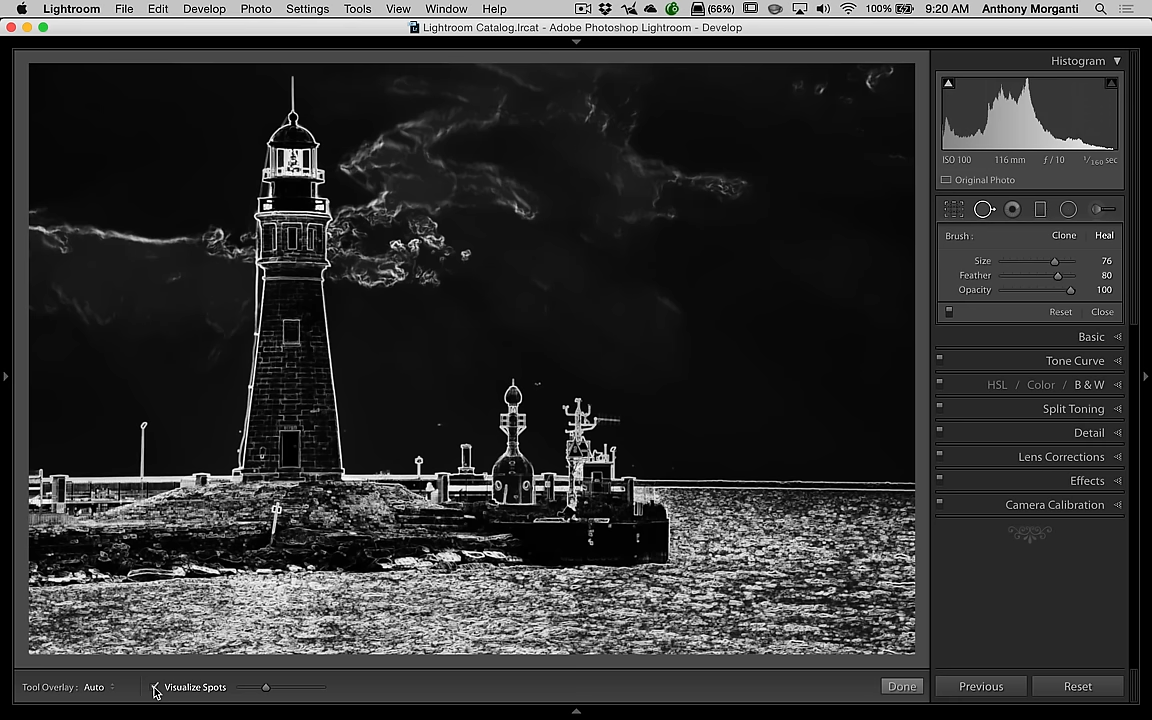 Lightroom File Edit Develop Photo Settings Tools View Window Help (66%) 100% 9:20 AM Anthony Morganti
Lightroom Catalog.lrcat - Adobe Photoshop Lightroom - Develop
Histogram
ISO 100 116 mm ƒ / 10 1/160 sec
Original Photo
Brush : Clone Heal
Size 76
Feather 80
Opacity 100
Reset Close
Basic
Tone Curve
HSL / Color / B & W
Split Toning
Detail
Lens Corrections
Effects
Camera Calibration
Tool Overlay : Auto Visualize Spots Done Previous Reset